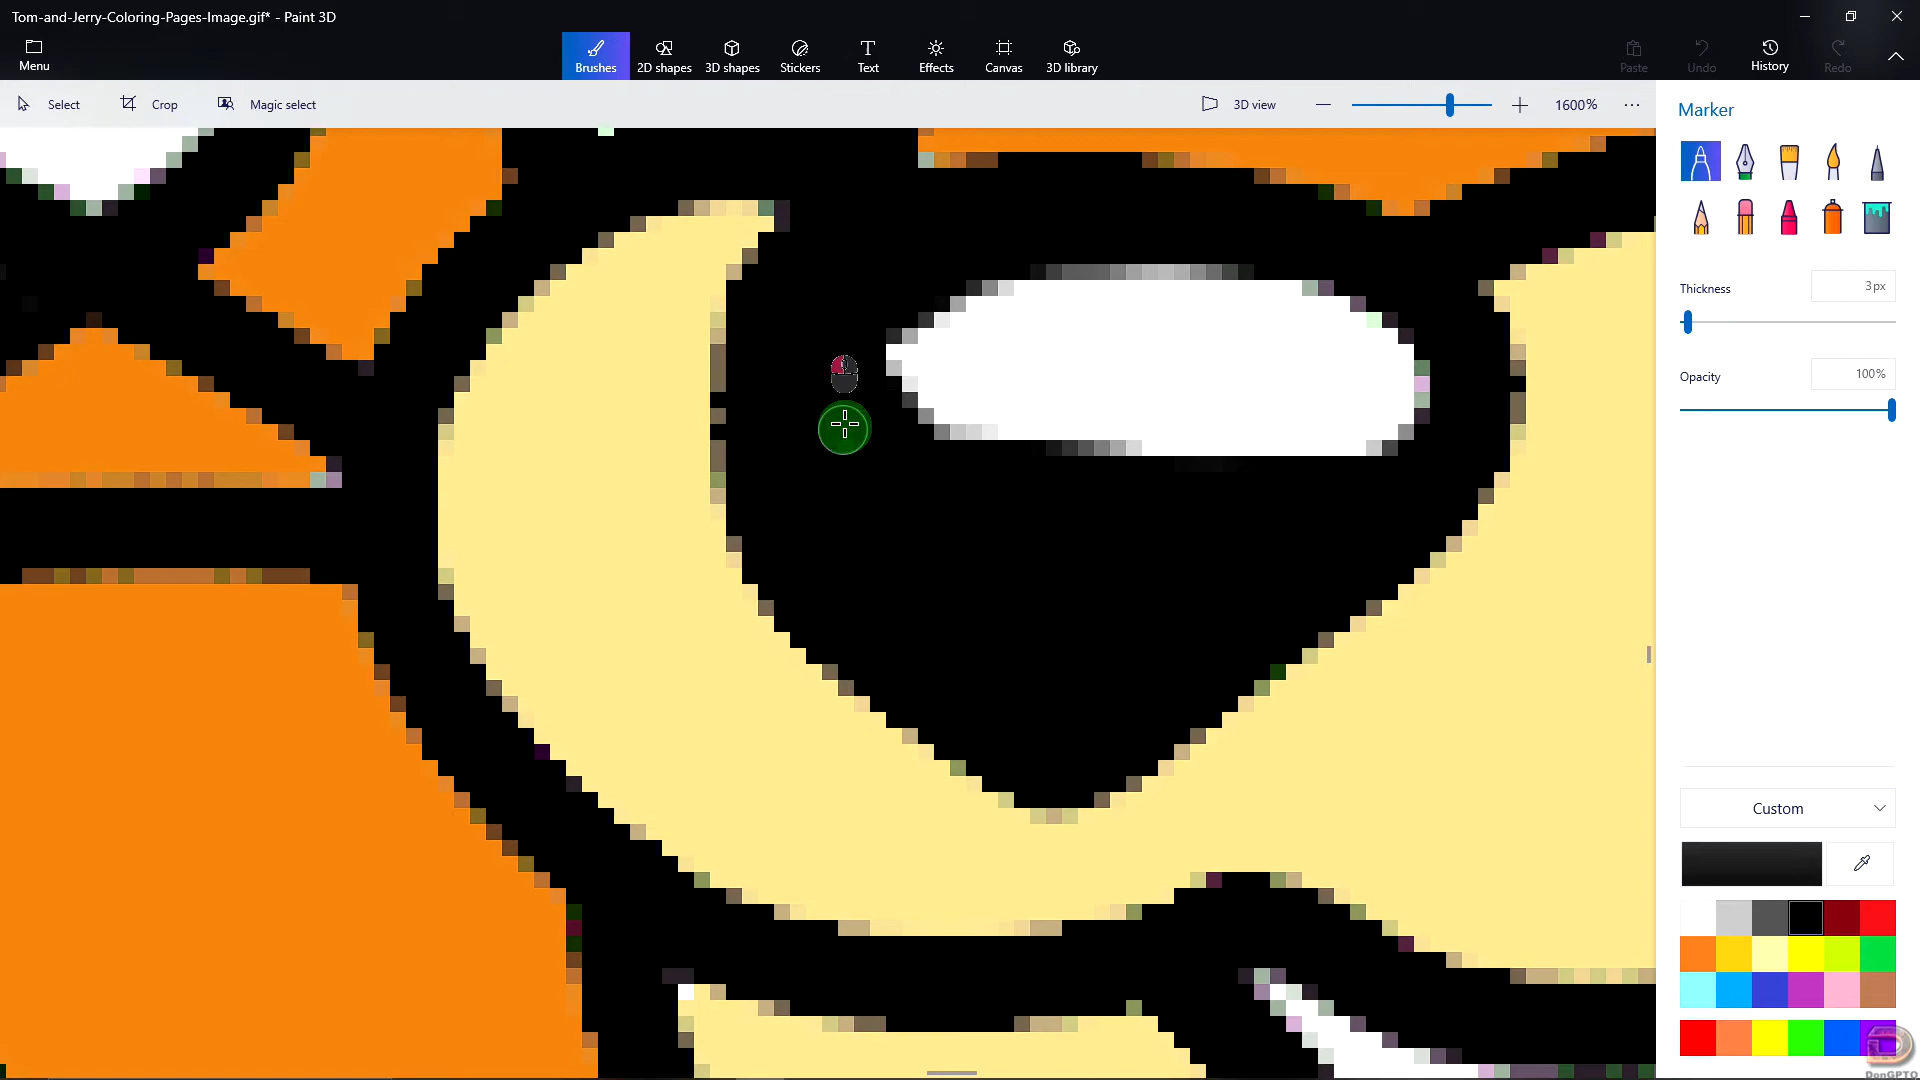 Tom-and-Jerry-Coloring-Pages-Image.gif* - Paint 3D
Menu
Brushes
2D shapes
3D shapes
Stickers
Text
Effects
Canvas
3D library
Paste
Undo
History
Redo
Select
Crop
Magic select
3D view
1600%
Marker
Thickness
3px
Opacity
100%
Custom
DonGPTO